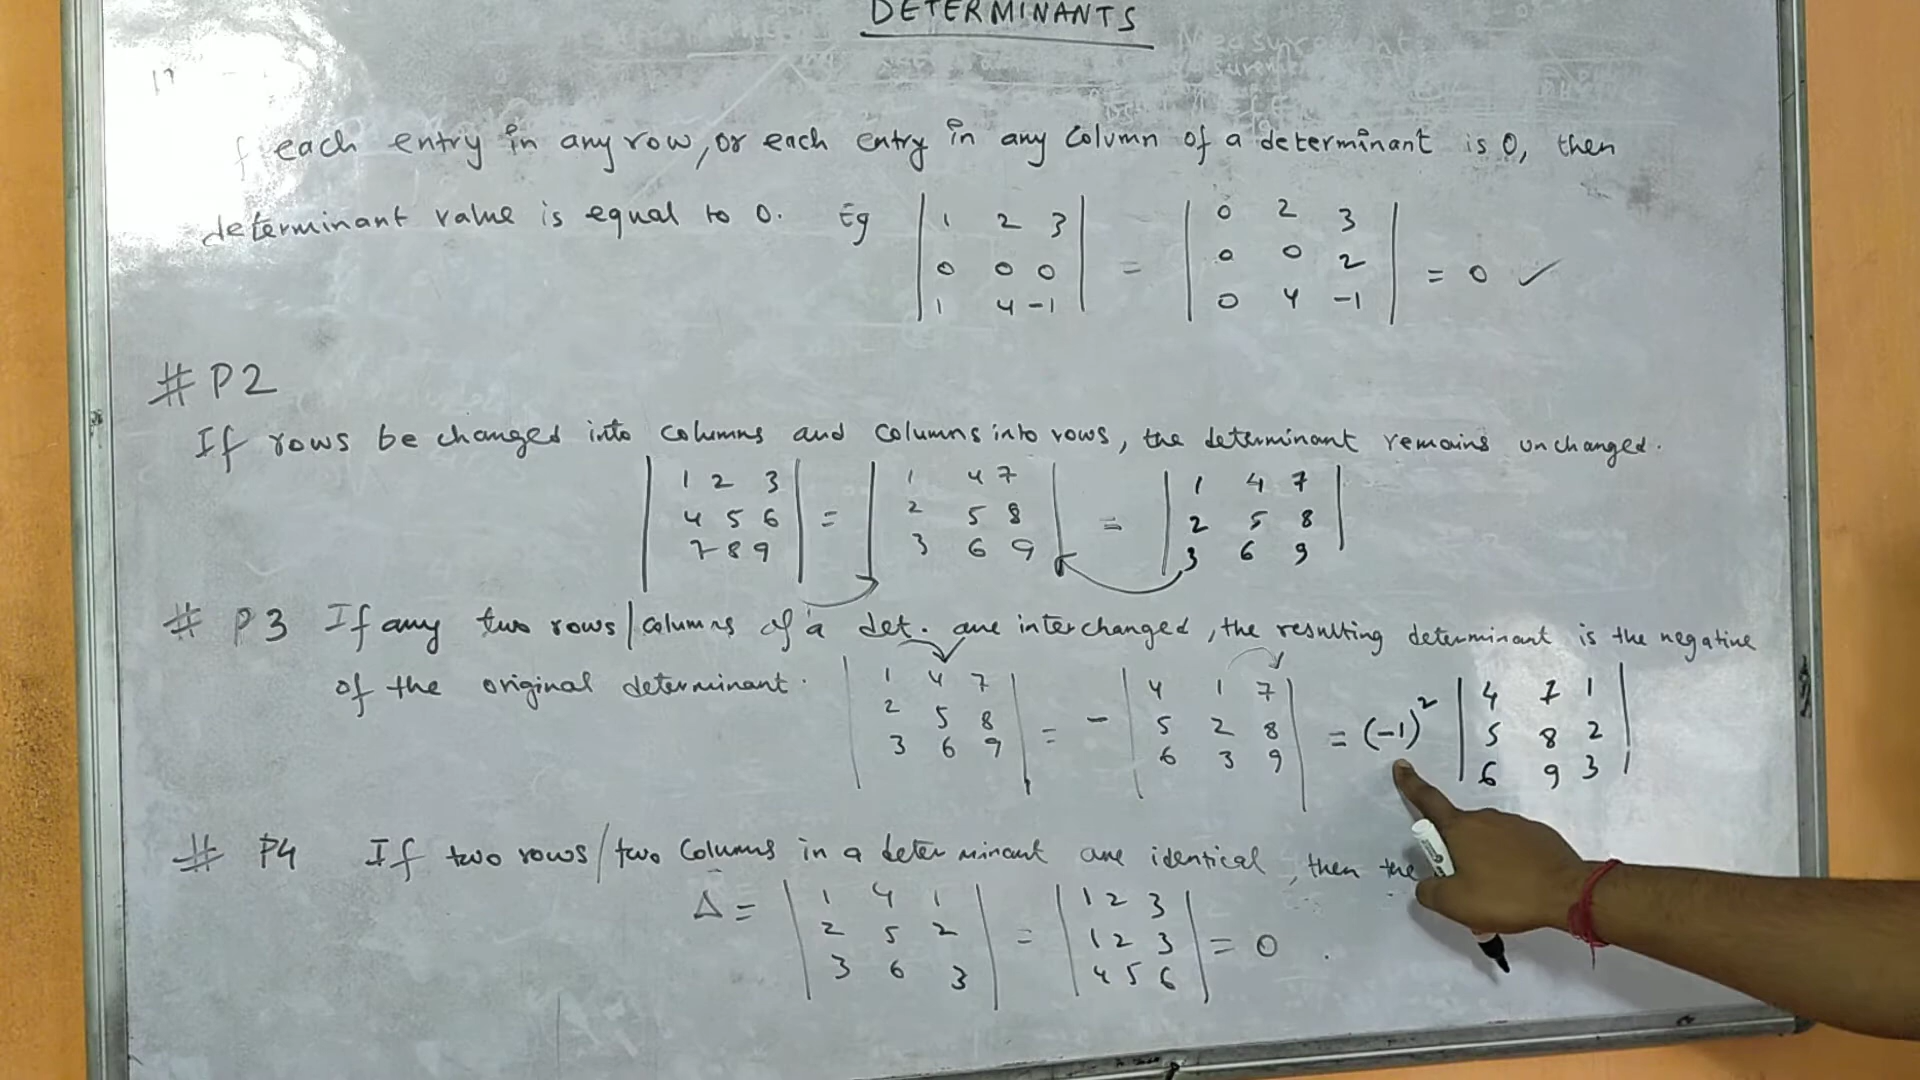 DETERMINANTS
f each entry in any row, or each entry in any column of a determinant is 0, then
determinant value is equal to 0. Eg | 1 2 3 | = | 0 2 3 | = 0 ✓
| 0 0 0 | | 0 0 2 |
| 1 4 -1 | | 0 4 -1 |
# P2
If rows be changed into columns and columns into rows, the determinant remains unchanged.
| 1 2 3 | = | 1 4 7 | = | 1 4 7 |
| 4 5 6 | | 2 5 8 | | 2 5 8 |
| 7 8 9 | | 3 6 9 | | 3 6 9 |
# P3 If any two rows/columns of a det. are interchanged, the resulting determinant is the negative
of the original determinant. | 1 4 7 | = - | 4 1 7 | = (-1)² | 4 7 1 |
| 2 5 8 | | 5 2 8 | | 5 8 2 |
| 3 6 9 | | 6 3 9 | | 6 9 3 |
# P4 If two rows/two columns in a determinant are identical, then the
Δ = | 1 4 1 | = | 1 2 3 | = 0 .
| 2 5 2 | | 1 2 3 |
| 3 6 3 | | 4 5 6 |